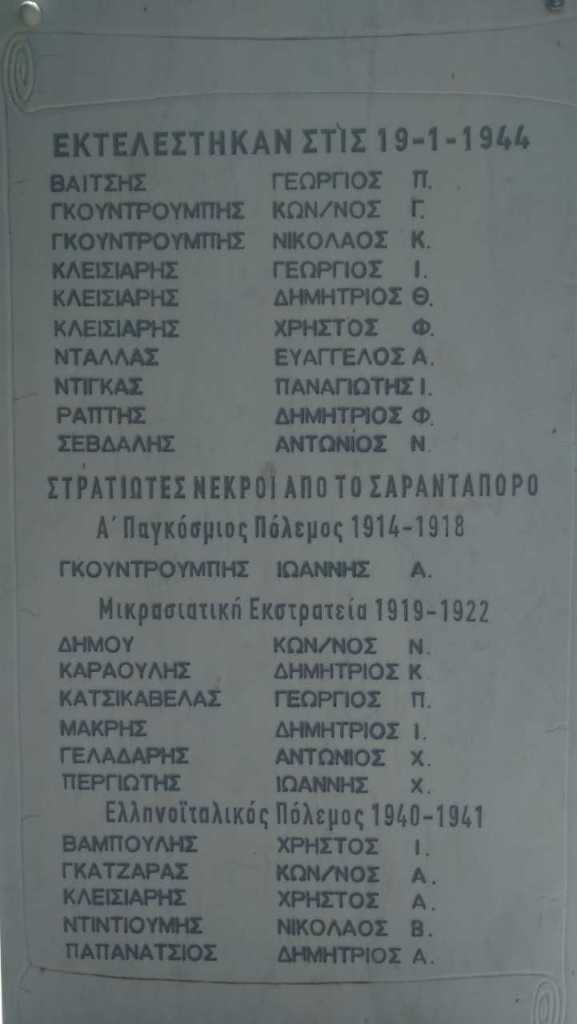 ΕΚΤΕΛΕΣΤΗΚΑΝ ΣΤΙΣ 19-1-1944
ΒΑΙΤΣΗΣ ΓΕΩΡΓΙΟΣ Π.
ΓΚΟΥΝΤΡΟΥΜΠΗΣ ΚΩΝ/ΝΟΣ Γ.
ΓΚΟΥΝΤΡΟΥΜΠΗΣ ΝΙΚΟΛΑΟΣ Κ.
ΚΛΕΙΣΙΑΡΗΣ ΓΕΩΡΓΙΟΣ Ι.
ΚΛΕΙΣΙΑΡΗΣ ΔΗΜΗΤΡΙΟΣ Θ.
ΚΛΕΙΣΙΑΡΗΣ ΧΡΗΣΤΟΣ Φ.
ΝΤΑΛΛΑΣ ΕΥΑΓΓΕΛΟΣ Α.
ΝΤΙΓΚΑΣ ΠΑΝΑΓΙΩΤΗΣ Ι.
ΡΑΠΤΗΣ ΔΗΜΗΤΡΙΟΣ Φ.
ΣΕΒΔΑΛΗΣ ΑΝΤΩΝΙΟΣ Ν.
ΣΤΡΑΤΙΩΤΕΣ ΝΕΚΡΟΙ ΑΠΟ ΤΟ ΣΑΡΑΝΤΑΠΟΡΟ
Α΄ Παγκόσμιος Πόλεμος 1914-1918
ΓΚΟΥΝΤΡΟΥΜΠΗΣ ΙΩΑΝΝΗΣ Α.
Μικρασιατική Εκστρατεία 1919-1922
ΔΗΜΟΥ ΚΩΝ/ΝΟΣ Ν.
ΚΑΡΑΟΥΛΗΣ ΔΗΜΗΤΡΙΟΣ Κ
ΚΑΤΣΙΚΑΒΕΛΑΣ ΓΕΩΡΓΙΟΣ Π.
ΜΑΚΡΗΣ ΔΗΜΗΤΡΙΟΣ Ι.
ΓΕΛΑΔΑΡΗΣ ΑΝΤΩΝΙΟΣ Χ.
ΠΕΡΓΙΩΤΗΣ ΙΩΑΝΝΗΣ Χ.
Ελληνοϊταλικός Πόλεμος 1940-1941
ΒΑΜΠΟΥΛΗΣ ΧΡΗΣΤΟΣ Ι.
ΓΚΑΤΖΑΡΑΣ ΚΩΝ/ΝΟΣ Α.
ΚΛΕΙΣΙΑΡΗΣ ΧΡΗΣΤΟΣ Α.
ΝΤΙΝΤΙΟΥΜΗΣ ΝΙΚΟΛΑΟΣ Β.
ΠΑΠΑΝΑΤΣΙΟΣ ΔΗΜΗΤΡΙΟΣ Α.